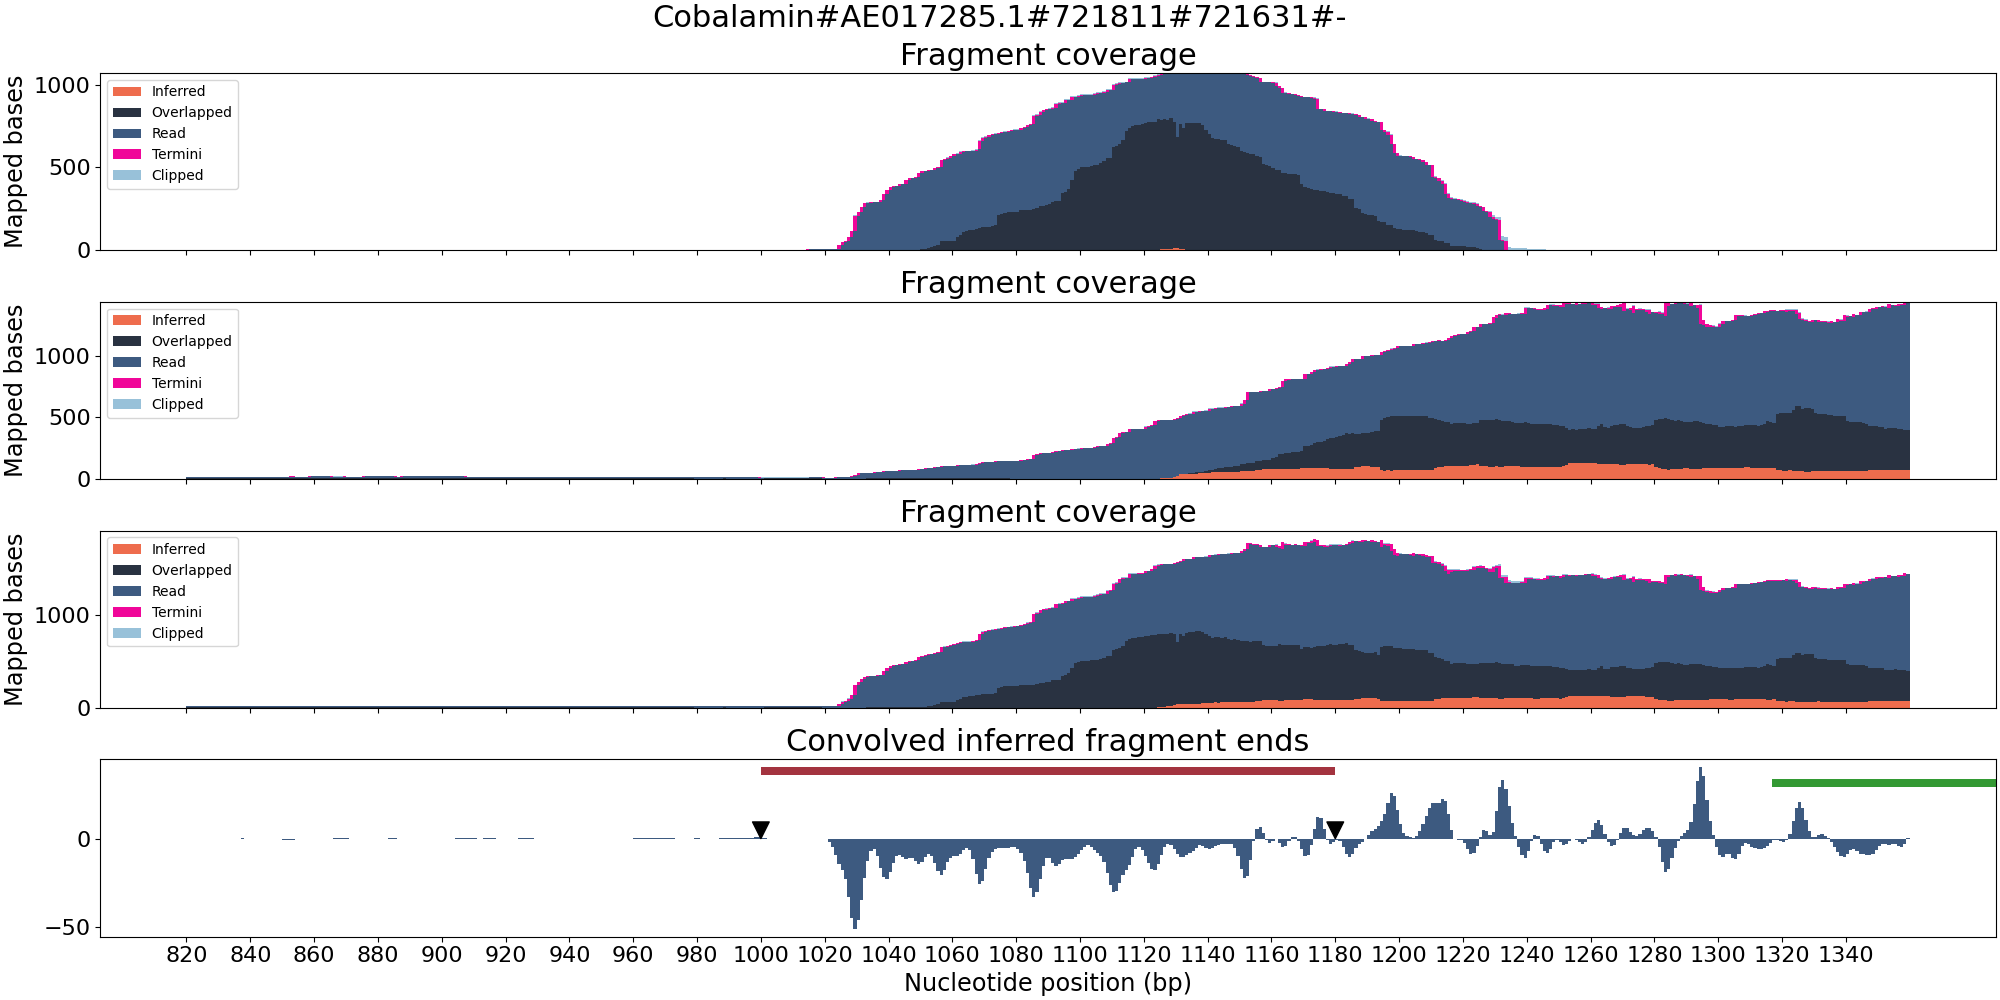 Cobalamin#AE017285.1#721811#721631#-
Fragment coverage
Mapped bases
1000
500
0
Inferred
Overlapped
Read
Termini
Clipped
Fragment coverage
Mapped bases
1000
500
0
Inferred
Overlapped
Read
Termini
Clipped
Fragment coverage
Mapped bases
1000
0
Inferred
Overlapped
Read
Termini
Clipped
Convolved inferred fragment ends
0
−50
820 840 860 880 900 920 940 960 980 1000 1020 1040 1060 1080 1100 1120 1140 1160 1180 1200 1220 1240 1260 1280 1300 1320 1340
Nucleotide position (bp)